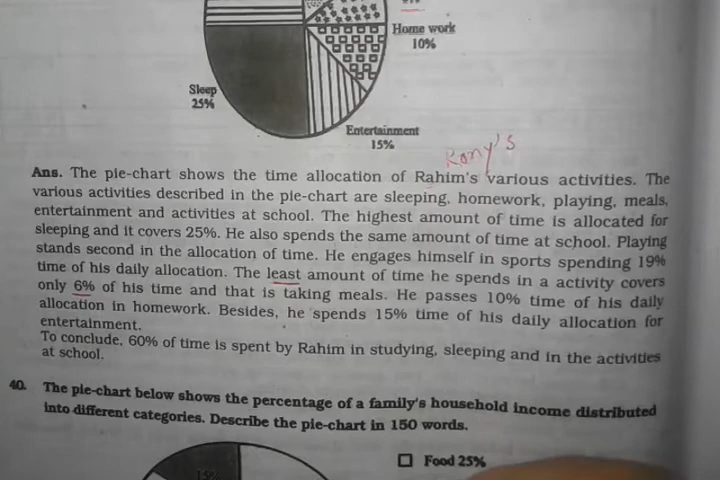 Home work
10%
Sleep
25%
Entertainment
15%
Rony's
Ans. The pie-chart shows the time allocation of Rahim's various activities. The
various activities described in the pie-chart are sleeping, homework, playing, meals,
entertainment and activities at school. The highest amount of time is allocated for
sleeping and it covers 25%. He also spends the same amount of time at school. Playing
stands second in the allocation of time. He engages himself in sports spending 19%
time of his daily allocation. The least amount of time he spends in a activity covers
only 6% of his time and that is taking meals. He passes 10% time of his daily
allocation in homework. Besides, he spends 15% time of his daily allocation for
entertainment.
To conclude, 60% of time is spent by Rahim in studying, sleeping and in the activities
at school.
40. The pie-chart below shows the percentage of a family's household income distributed
into different categories. Describe the pie-chart in 150 words.
15%
Food 25%